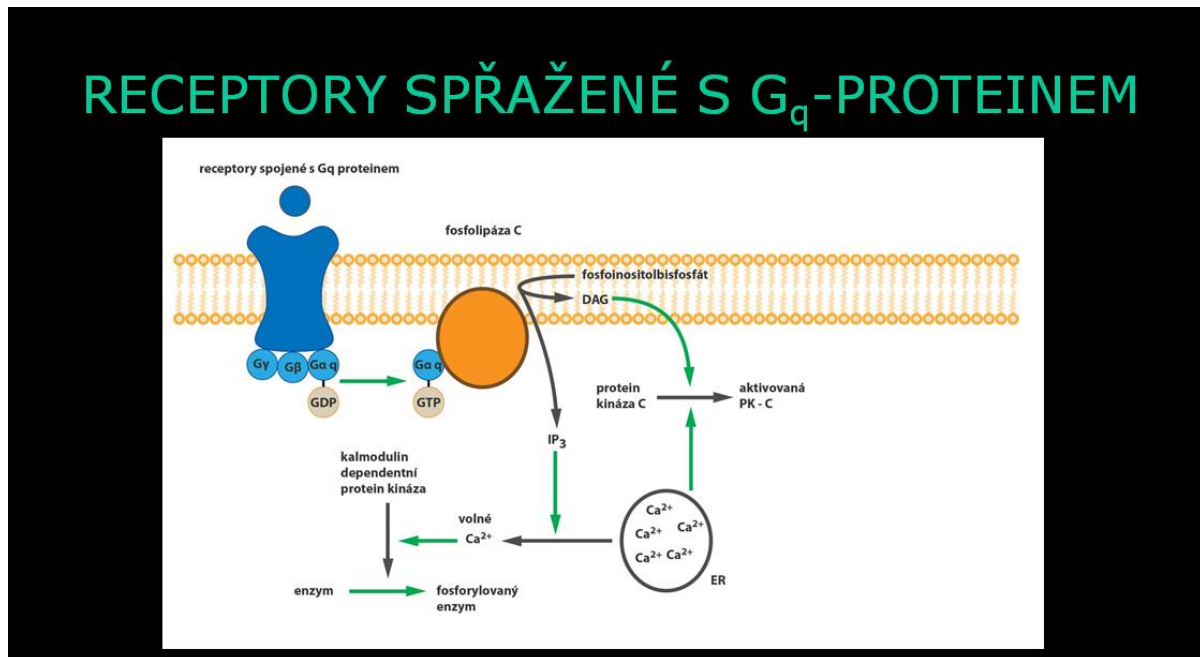 RECEPTORY SPŘAŽENÉ S Gq-PROTEINEM
receptory spojené s Gq proteinem
fosfolipáza C
fosfoinositolbisfosfát
DAG
Gγ
Gβ
Gα q
GDP
Gα q
GTP
protein
kináza C
aktivovaná
PK - C
IP3
kalmodulin
dependentní
protein kináza
volné
Ca2+
Ca2+
Ca2+
Ca2+
Ca2+ Ca2+
ER
enzym
fosforylovaný
enzym